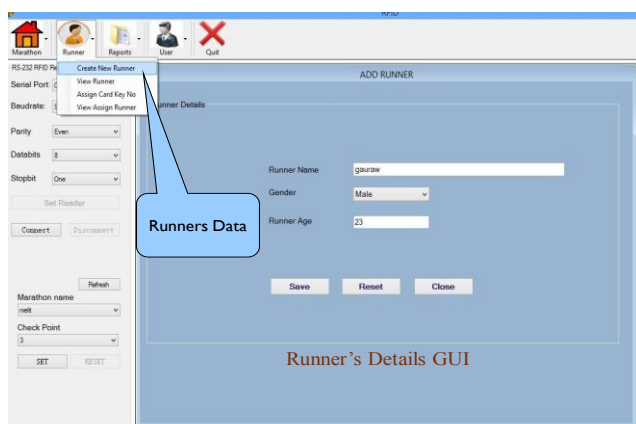 RFID
Marathon
Runner
Reports
User
Quit
RS-232 RFID Re
Create New Runner
View Runner
Assign Card Key No
View Assign Runner
ADD RUNNER
Serial Port
Baudrate:
Runner Details
Parity Even
Databits 8
Stopbit One
Set Reader
Connect Disconnect
Runner Name gauraw
Gender Male
Runner Age 23
Runners Data
Save Reset Close
Refresh
Marathon name
nielit
Check Point
3
SET RESET
Runner’s Details GUI